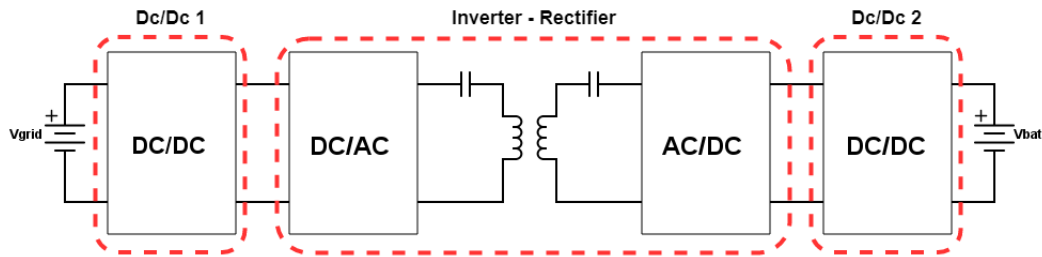 Dc/Dc 1
Inverter - Rectifier
Dc/Dc 2
+
Vgrid
DC/DC
DC/AC
AC/DC
DC/DC
+
Vbat